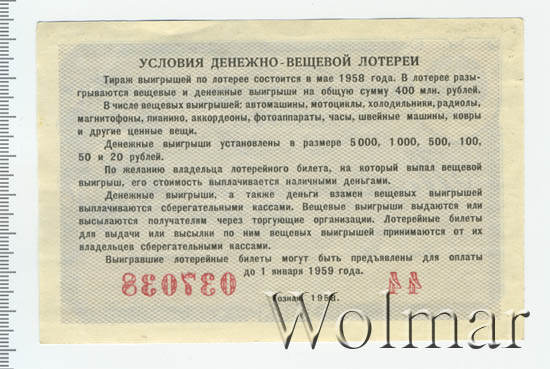 УСЛОВИЯ ДЕНЕЖНО-ВЕЩЕВОЙ ЛОТЕРЕИ
Тираж выигрышей по лотерее состоится в мае 1958 года. В лотерее разы-
грываются вещевые и денежные выигрыши на общую сумму 400 млн. рублей.
В числе вещевых выигрышей: автомашины, мотоциклы, холодильники, радиолы,
магнитофоны, пианино, аккордеоны, фотоаппараты, часы, швейные машины, ковры
и другие ценные вещи.
Денежные выигрыши установлены в размере 5 000, 1 000, 500, 100,
50 и 20 рублей.
По желанию владельца лотерейного билета, на который выпал вещевой
выигрыш, его стоимость выплачивается наличными деньгами.
Денежные выигрыши, а также деньги взамен вещевых выигрышей
выплачиваются сберегательными кассами. Вещевые выигрыши выдаются или
высылаются получателям через торгующие организации. Лотерейные билеты
для выдачи или высылки по ним вещевых выигрышей принимаются от их
владельцев сберегательными кассами.
Выигравшие лотерейные билеты могут быть предъявлены для оплаты
до 1 января 1959 года.
037038 44
Гознак. 1958.
Wolmar